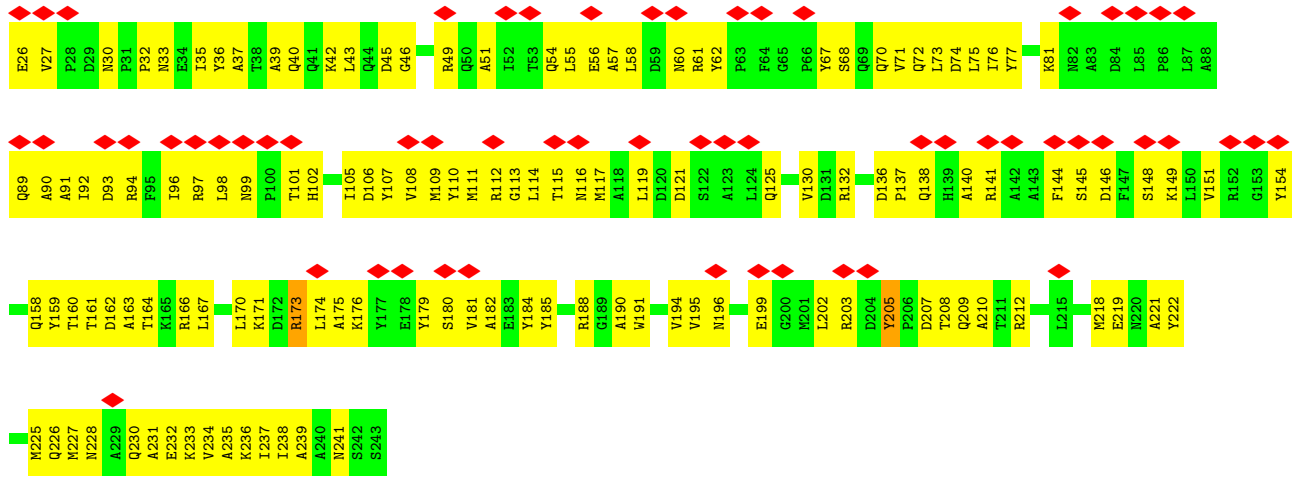 E26 V27 P28 D29 N30 P31 P32 N33 E34 I35 Y36 A37 T38 A39 Q40 Q41 K42 L43 Q44 D45 G46 R49 Q50 A51 I52 T53 Q54 L55 E56 A57 L58 D59 N60 R61 Y62 P63 F64 G65 P66 Y67 S68 Q69 Q70 V71 Q72 L73 D74 L75 I76 Y77 K81 N82 A83 D84 L85 P86 L87 A88
Q89 A90 A91 I92 D93 R94 F95 I96 R97 L98 N99 P100 T101 H102 I105 D106 Y107 V108 M109 Y110 M111 R112 G113 L114 T115 N116 M117 A118 L119 D120 D121 S122 A123 L124 Q125 V130 D131 R132 D136 P137 Q138 H139 A140 R141 A142 A143 F144 S145 D146 F147 S148 K149 L150 V151 R152 G153 Y154
Q158 Y159 T160 T161 D162 A163 T164 K165 R166 L167 L170 K171 D172 R173 L174 A175 K176 Y177 E178 Y179 S180 V181 A182 E183 Y184 Y185 R188 G189 A190 W191 V194 V195 N196 E199 G200 M201 L202 R203 D204 Y205 P206 D207 T208 Q209 A210 T211 R212 L215 M218 E219 N220 A221 Y222
M225 Q226 M227 N228 A229 Q230 A231 E232 K233 V234 A235 K236 I237 I238 A239 A240 N241 S242 S243